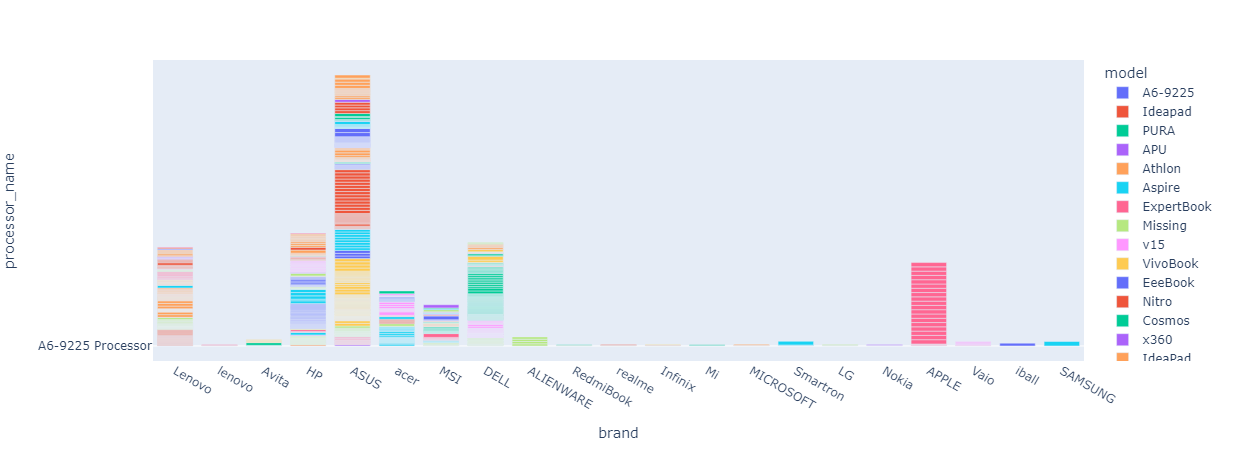 model
A6-9225
Ideapad
PURA
APU
Athlon
Aspire
ExpertBook
Missing
v15
VivoBook
EeeBook
Nitro
Cosmos
x360
IdeaPad
processor_name
A6-9225 Processor
Lenovo
lenovo
Avita
HP
ASUS
acer
MSI
DELL
ALIENWARE
RedmiBook
realme
Infinix
Mi
MICROSOFT
Smartron
LG
Nokia
APPLE
Vaio
iball
SAMSUNG
brand